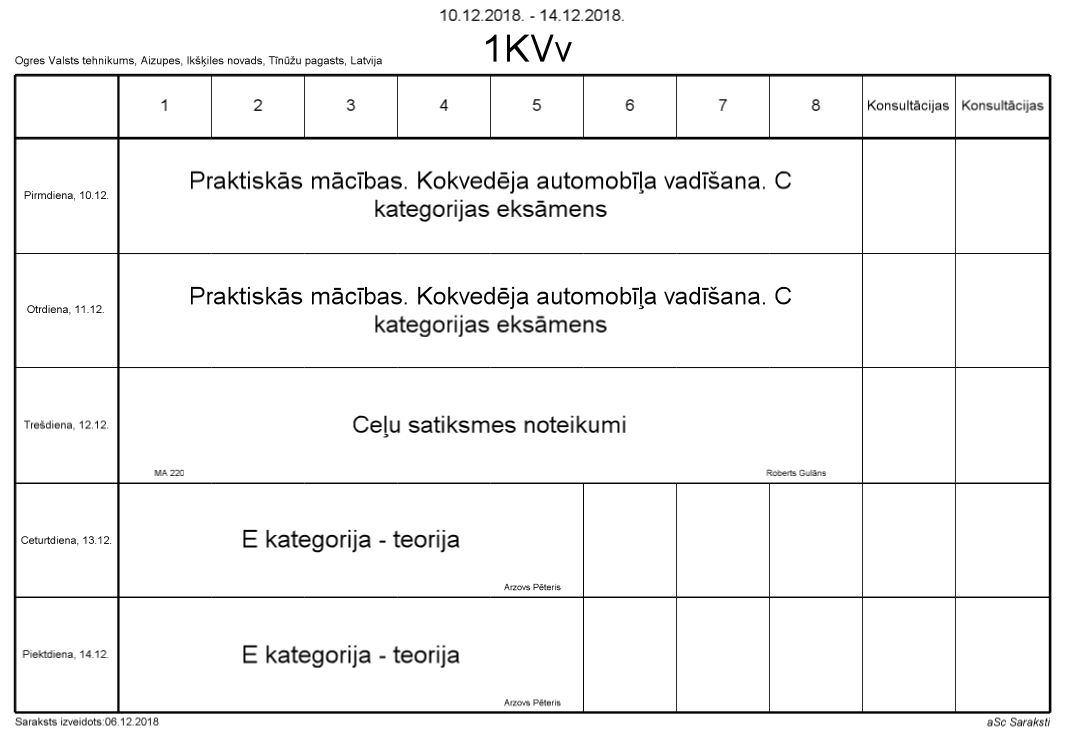 10.12.2018. - 14.12.2018.
1KVv
Ogres Valsts tehnikums, Aizupes, Ikšķiles novads, Tīnūžu pagasts, Latvija
1 2 3 4 5 6 7 8 Konsultācijas Konsultācijas
Pirmdiena, 10.12.
Praktiskās mācības. Kokvedēja automobīļa vadīšana. C
kategorijas eksāmens
Otrdiena, 11.12.
Praktiskās mācības. Kokvedēja automobīļa vadīšana. C
kategorijas eksāmens
Trešdiena, 12.12.
Ceļu satiksmes noteikumi
MA 220 Roberts Gulāns
Ceturtdiena, 13.12.
E kategorija - teorija
Arzovs Pēteris
Piektdiena, 14.12.
E kategorija - teorija
Arzovs Pēteris
Saraksts izveidots:06.12.2018 aSc Saraksti